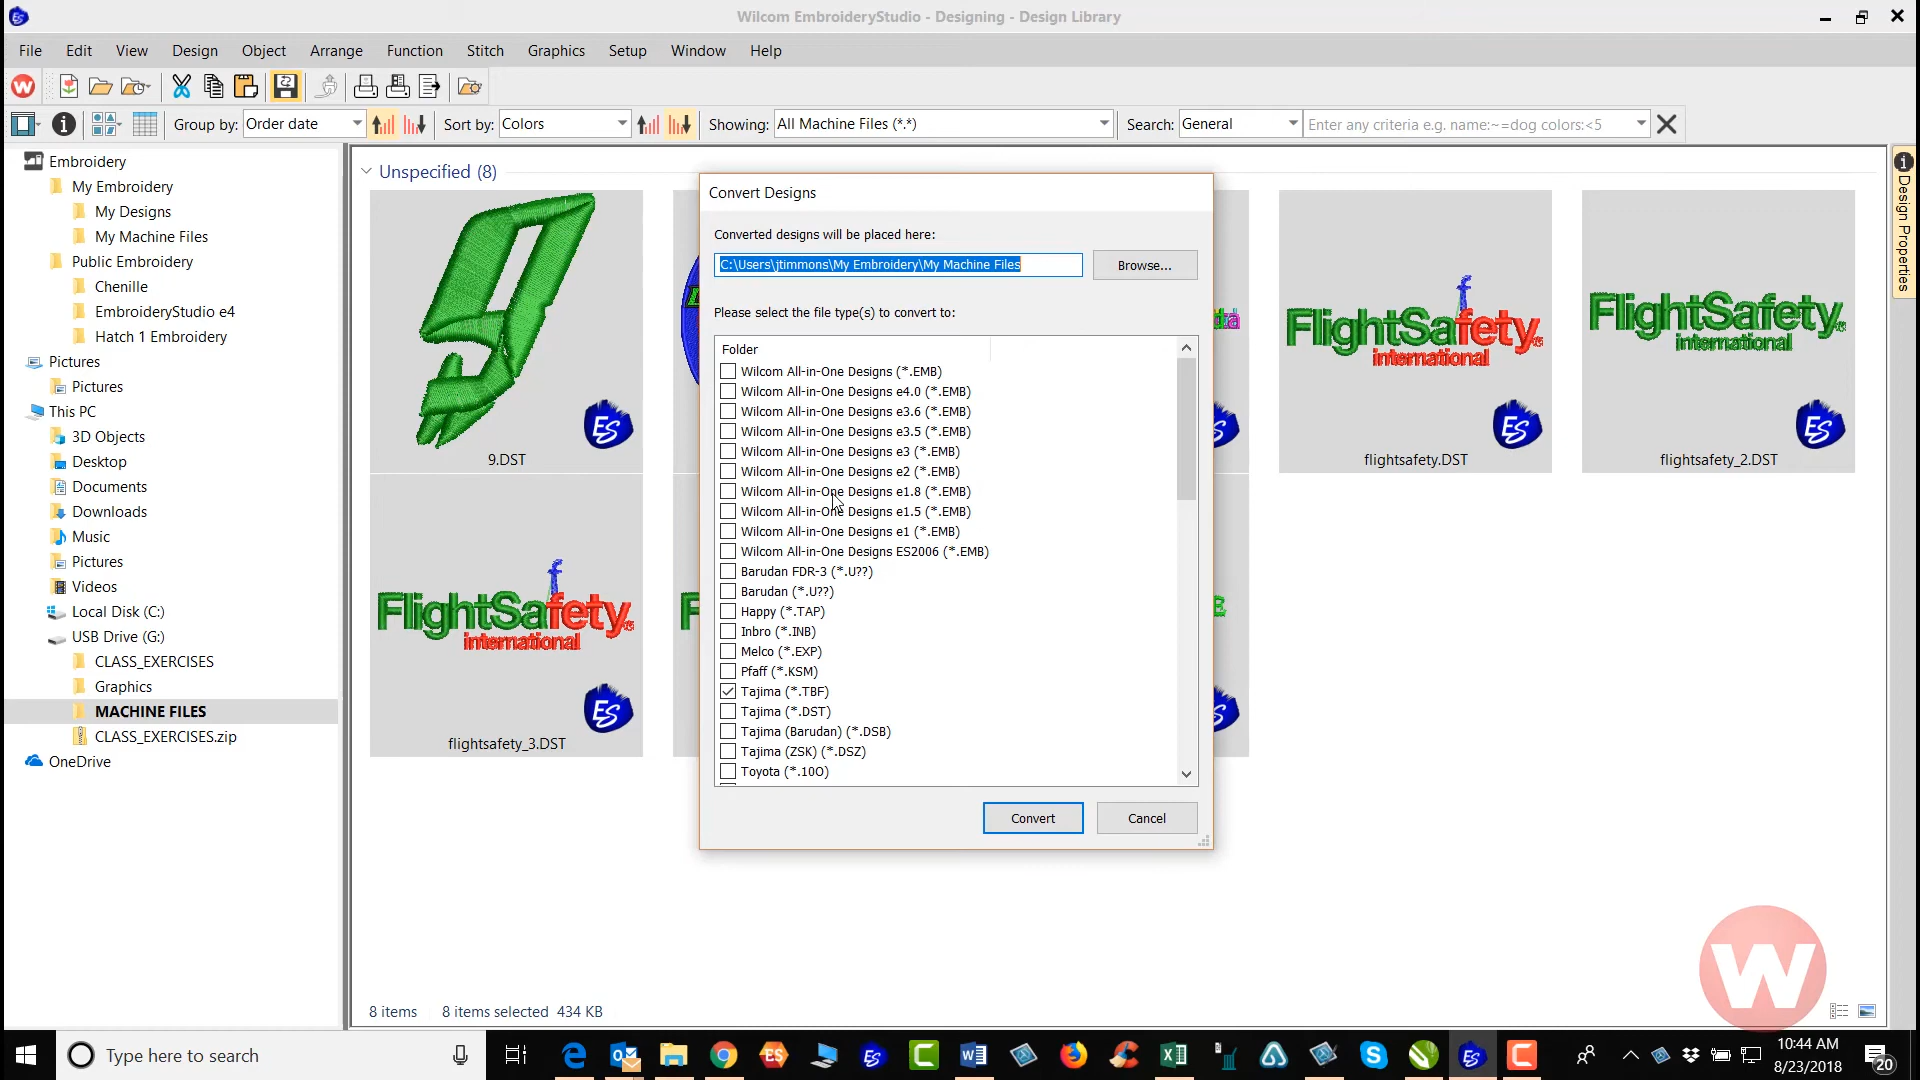 Wilcom EmbroideryStudio - Designing - Design Library
File Edit View Design Object Arrange Function Stitch Graphics Setup Window Help
Group by: Order date Sort by: Colors Showing: All Machine Files (*.*) Search: General Enter any criteria e.g. name:~=dog colors:<5
Embroidery
My Embroidery
My Designs
My Machine Files
Public Embroidery
Chenille
EmbroideryStudio e4
Hatch 1 Embroidery
Pictures
Pictures
This PC
3D Objects
Desktop
Documents
Downloads
Music
Pictures
Videos
Local Disk (C:)
USB Drive (G:)
CLASS_EXERCISES
Graphics
MACHINE FILES
CLASS_EXERCISES.zip
OneDrive
Unspecified (8)
9
ES
9.DST
FlightSafety
international
ES
flightsafety.DST
FlightSafety
international
ES
flightsafety_2.DST
FlightSafety
international
ES
flightsafety_3.DST
Convert Designs
Converted designs will be placed here:
C:\Users\jtimmons\My Embroidery\My Machine Files
Browse...
Please select the file type(s) to convert to:
Folder
Wilcom All-in-One Designs (*.EMB)
Wilcom All-in-One Designs e4.0 (*.EMB)
Wilcom All-in-One Designs e3.6 (*.EMB)
Wilcom All-in-One Designs e3.5 (*.EMB)
Wilcom All-in-One Designs e3 (*.EMB)
Wilcom All-in-One Designs e2 (*.EMB)
Wilcom All-in-One Designs e1.8 (*.EMB)
Wilcom All-in-One Designs e1.5 (*.EMB)
Wilcom All-in-One Designs e1 (*.EMB)
Wilcom All-in-One Designs ES2006 (*.EMB)
Barudan FDR-3 (*.U??)
Barudan (*.U??)
Happy (*.TAP)
Inbro (*.INB)
Melco (*.EXP)
Pfaff (*.KSM)
Tajima (*.TBF)
Tajima (*.DST)
Tajima (Barudan) (*.DSB)
Tajima (ZSK) (*.DSZ)
Toyota (*.10O)
Convert Cancel
Design Properties
8 items 8 items selected 434 KB
W
Type here to search
10:44 AM
8/23/2018
20